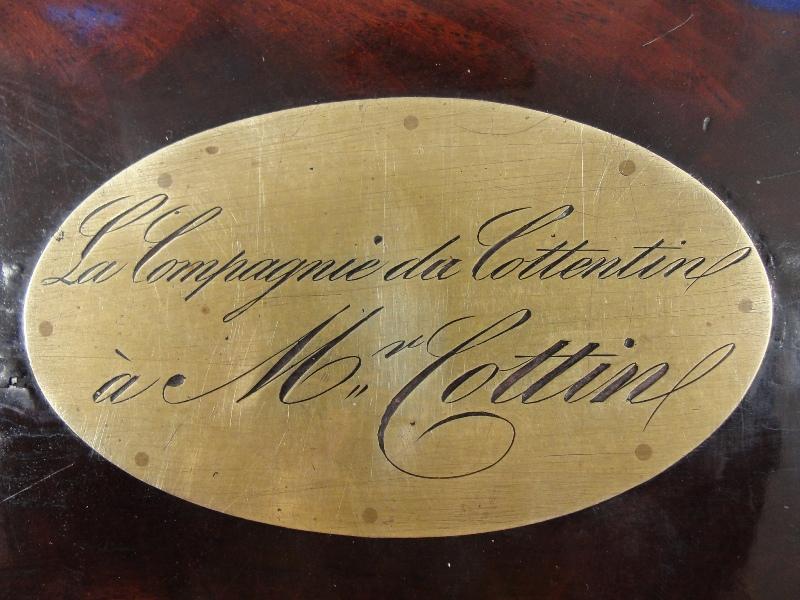 La Compagnie du Cottentin
à Mr Cottin